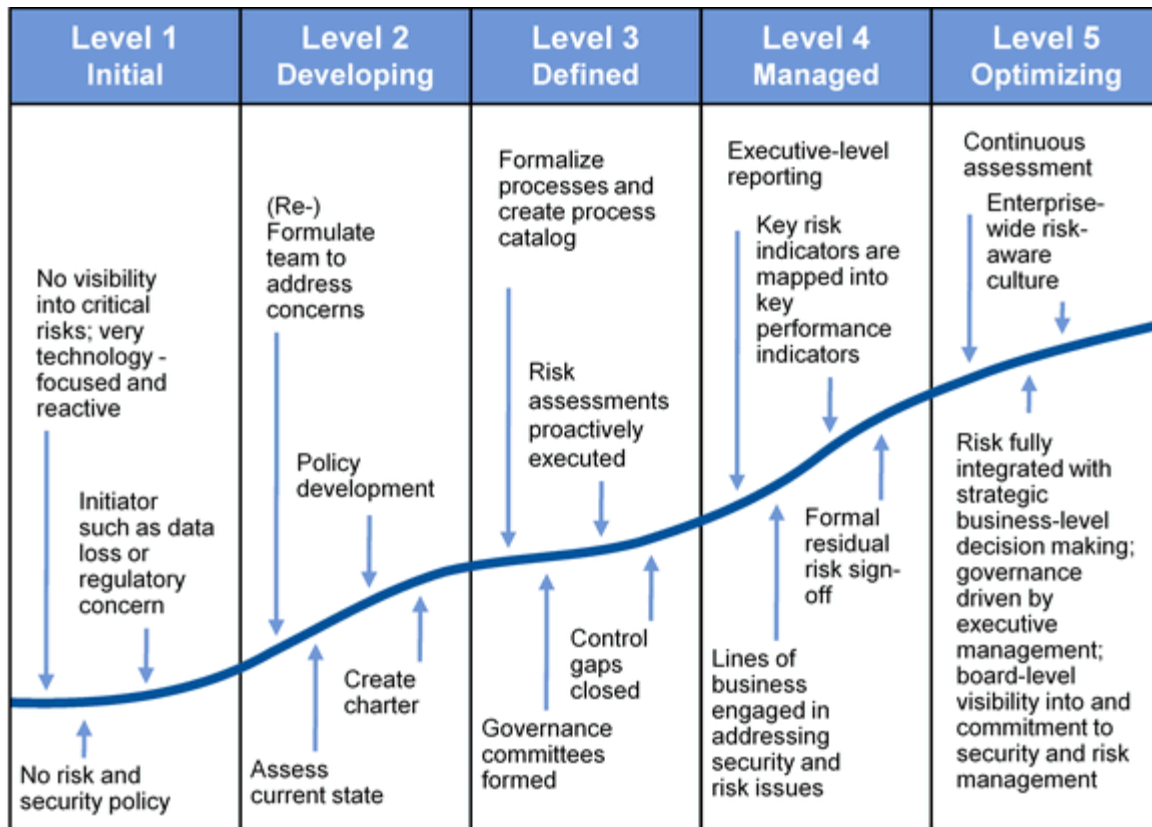 Level 1
Initial
Level 2
Developing
Level 3
Defined
Level 4
Managed
Level 5
Optimizing
No visibility
into critical
risks; very
technology -
focused and
reactive
Initiator
such as data
loss or
regulatory
concern
No risk and
security policy
(Re-)
Formulate
team to
address
concerns
Policy
development
Create
charter
Assess
current state
Formalize
processes and
create process
catalog
Risk
assessments
proactively
executed
Control
gaps
closed
Governance
committees
formed
Executive-level
reporting
Key risk
indicators are
mapped into
key
performance
indicators
Formal
residual
risk sign-
off
Lines of
business
engaged in
addressing
security and
risk issues
Continuous
assessment
Enterprise-
wide risk-
aware
culture
Risk fully
integrated with
strategic
business-level
decision making;
governance
driven by
executive
management;
board-level
visibility into and
commitment to
security and risk
management